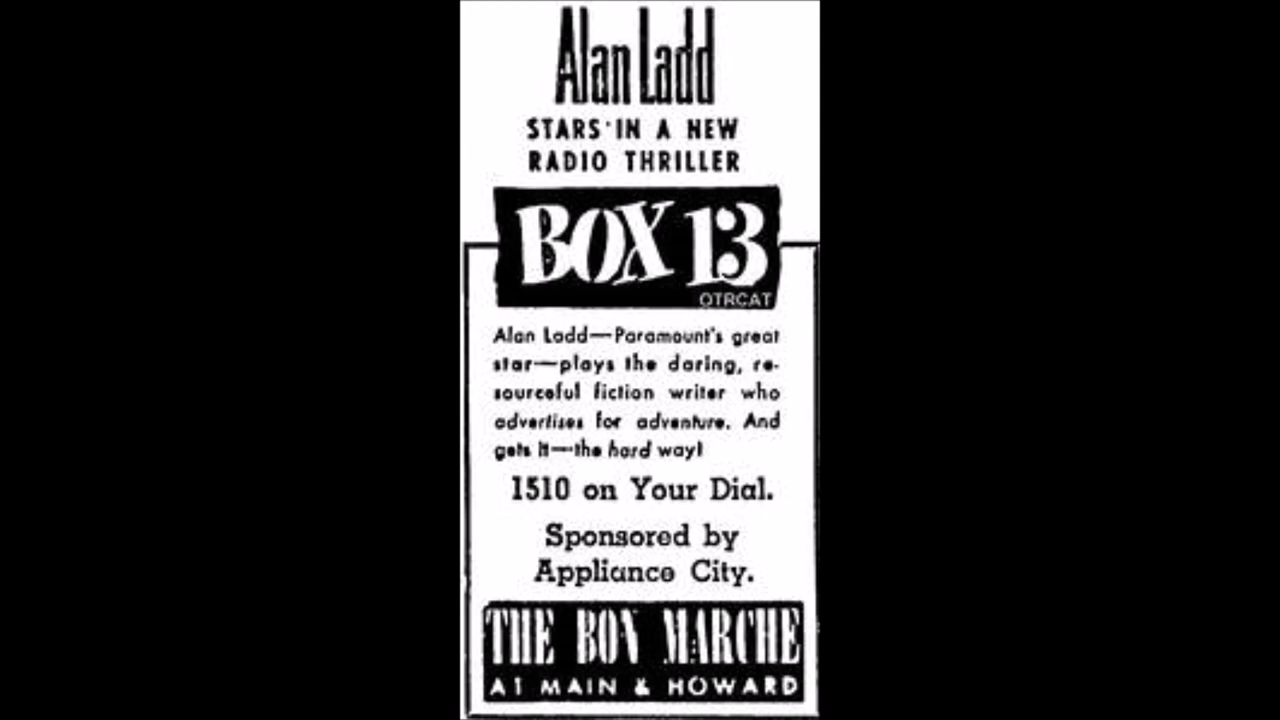 Alan Ladd
STARS IN A NEW
RADIO THRILLER
BOX 13
OTRCAT
Alan Ladd—Paramount's great
star—plays the daring, re-
sourceful fiction writer who
advertises for adventure. And
gets it—the hard way!
1510 on Your Dial.
Sponsored by
Appliance City.
THE BON MARCHE
AT MAIN & HOWARD